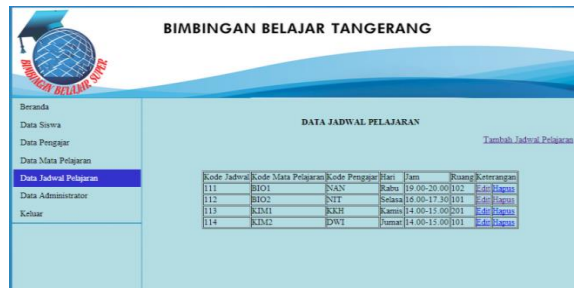 BIMBINGAN BELAJAR TANGERANG
BIMBINGAN BELAJAR SUPER
Beranda
Data Siswa
Data Pengajar
Data Mata Pelajaran
Data Jadwal Pelajaran
Data Administrator
Keluar
DATA JADWAL PELAJARAN
Tambah Jadwal Pelajaran
Kode Jadwal Kode Mata Pelajaran Kode Pengajar Hari Jam Ruang Keterangan
111 BIO1 NAN Rabu 19.00-20.00 102 Edit Hapus
112 BIO2 NIT Selasa 16.00-17.30 101 Edit Hapus
113 KIM1 KKH Kamis 14.00-15.00 201 Edit Hapus
114 KIM2 DWI Jumat 14.00-15.00 101 Edit Hapus